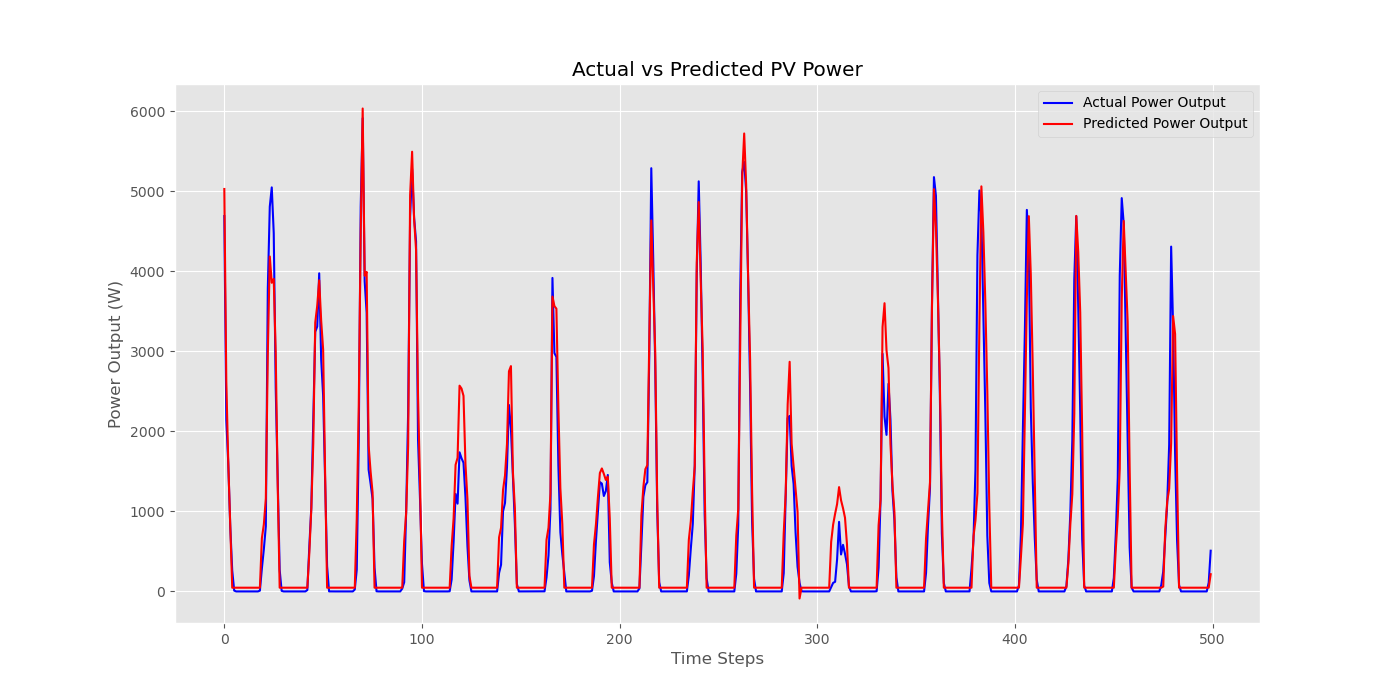 Actual vs Predicted PV Power
Actual Power Output
Predicted Power Output
6000
5000
4000
3000
2000
1000
0
Power Output (W)
0 100 200 300 400 500
Time Steps